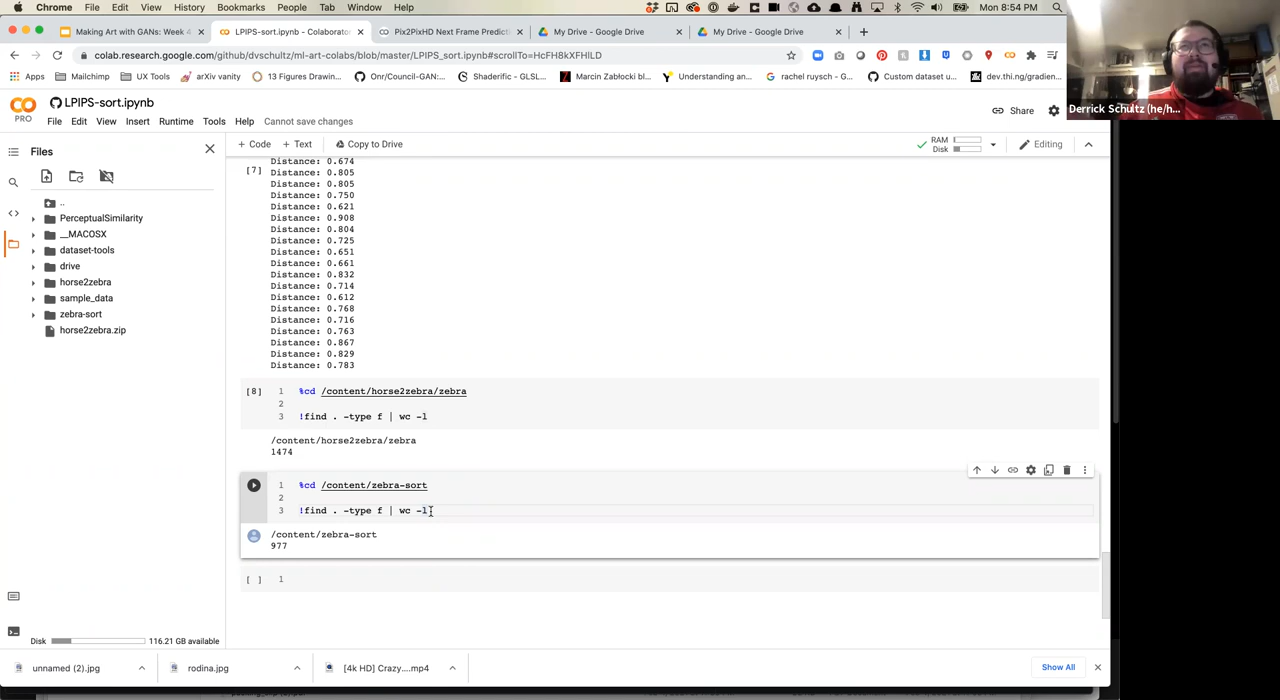 Chrome File Edit View History Bookmarks People Tab Window Help
Mon 8:54 PM
Making Art with GANs: Week 4
LPIPS-sort.ipynb - Colaborator
Pix2PixHD Next Frame Predicti
My Drive - Google Drive
My Drive - Google Drive
colab.research.google.com/github/dvschultz/ml-art-colabs/blob/master/LPIPS_sort.ipynb#scrollTo=HcFH8kXFHlLD
Apps Mailchimp UX Tools arXiv vanity 13 Figures Drawin... Onr/Council-GAN:... Shaderific - GLSL... Marcin Zabłocki bl... Understanding an... rachel ruysch - G... Custom dataset u... dev.thi.ng/gradien...
Derrick Schultz (he/h...
PRO
LPIPS-sort.ipynb
File Edit View Insert Runtime Tools Help Cannot save changes
Share
Files
+ Code + Text Copy to Drive
RAM
Disk
Editing
..
PerceptualSimilarity
__MACOSX
dataset-tools
drive
horse2zebra
sample_data
zebra-sort
horse2zebra.zip
Disk 116.21 GB available
[7]
Distance: 0.674
Distance: 0.805
Distance: 0.805
Distance: 0.750
Distance: 0.621
Distance: 0.908
Distance: 0.804
Distance: 0.725
Distance: 0.651
Distance: 0.661
Distance: 0.832
Distance: 0.714
Distance: 0.612
Distance: 0.768
Distance: 0.716
Distance: 0.763
Distance: 0.867
Distance: 0.829
Distance: 0.783
[8] 1 %cd /content/horse2zebra/zebra
2
3 !find . -type f | wc -l
/content/horse2zebra/zebra
1474
1 %cd /content/zebra-sort
2
3 !find . -type f | wc -l
/content/zebra-sort
977
[ ] 1
unnamed (2).jpg
rodina.jpg
[4k HD] Crazy....mp4
Show All